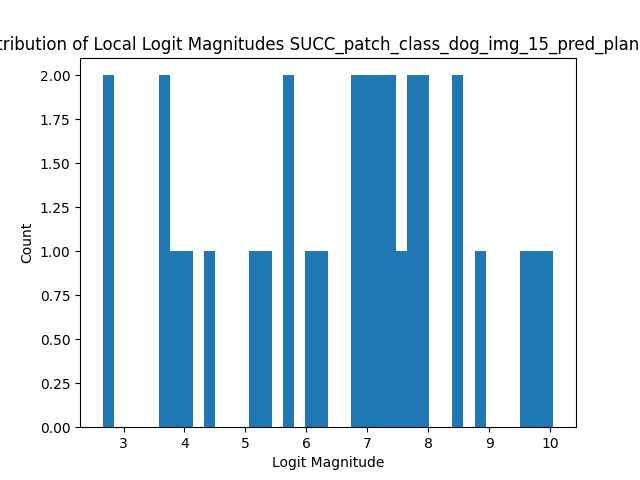 tribution of Local Logit Magnitudes SUCC_patch_class_dog_img_15_pred_plan
2.00
1.75
1.50
1.25
1.00
0.75
0.50
0.25
0.00
Count
3 4 5 6 7 8 9 10
Logit Magnitude